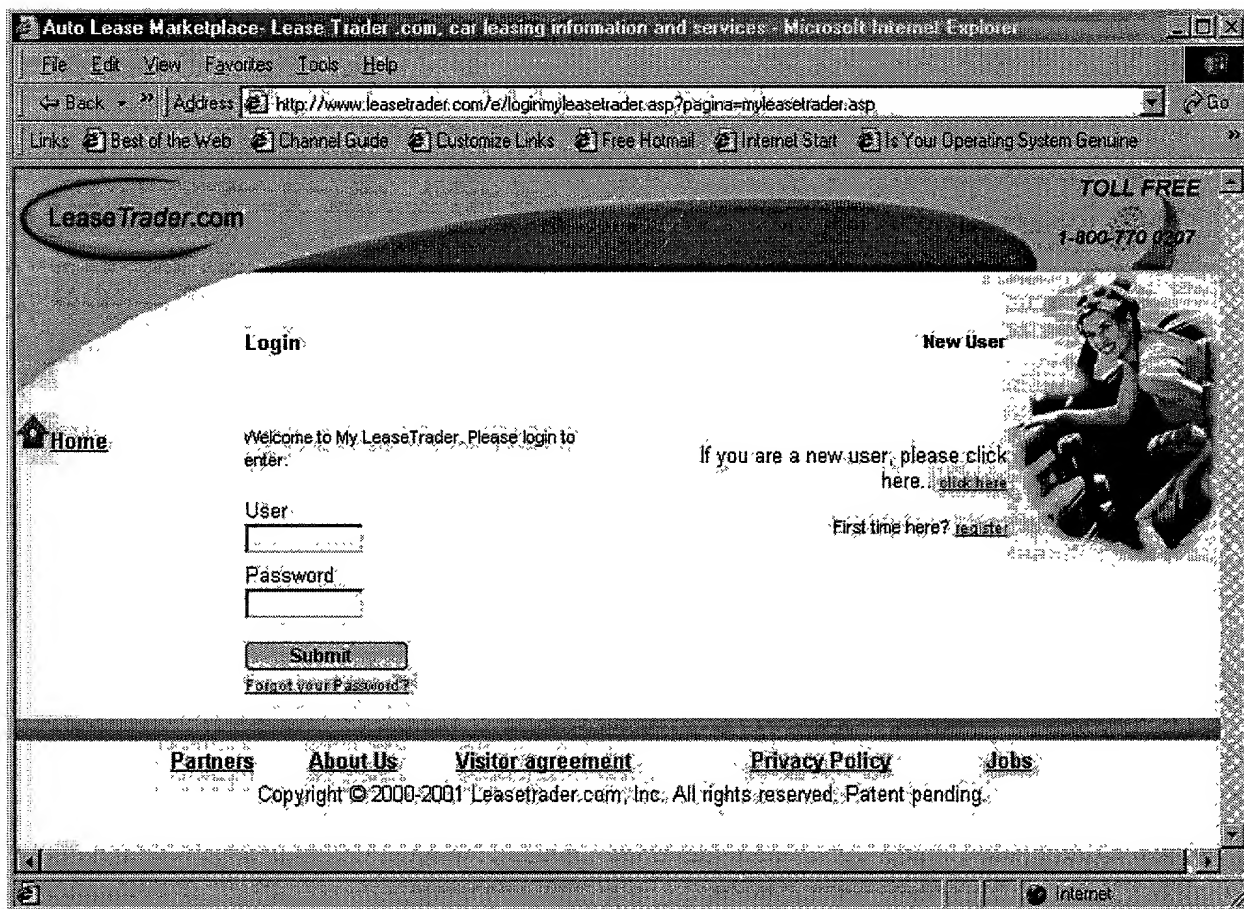 Auto Lease Marketplace- Lease Trader .com, car leasing information and services - Microsoft Internet Explorer
File Edit View Favorites Tools Help
Back » Address http://www.leasetrader.com/e/loginmyleasetrader.asp?pagina=myleasetrader.asp Go
Links Best of the Web Channel Guide Customize Links Free Hotmail Internet Start Is Your Operating System Genuine »
LeaseTrader.com
TOLL FREE
1-800-770 0207
Login
New User
Home
Welcome to My LeaseTrader. Please login to
enter.
If you are a new user, please click
here.. click here
First time here? register
User
Password
Submit
Forgot your Password?
Partners About Us Visitor agreement Privacy Policy Jobs
Copyright © 2000-2001 Leasetrader.com, Inc. All rights reserved. Patent pending.
Internet